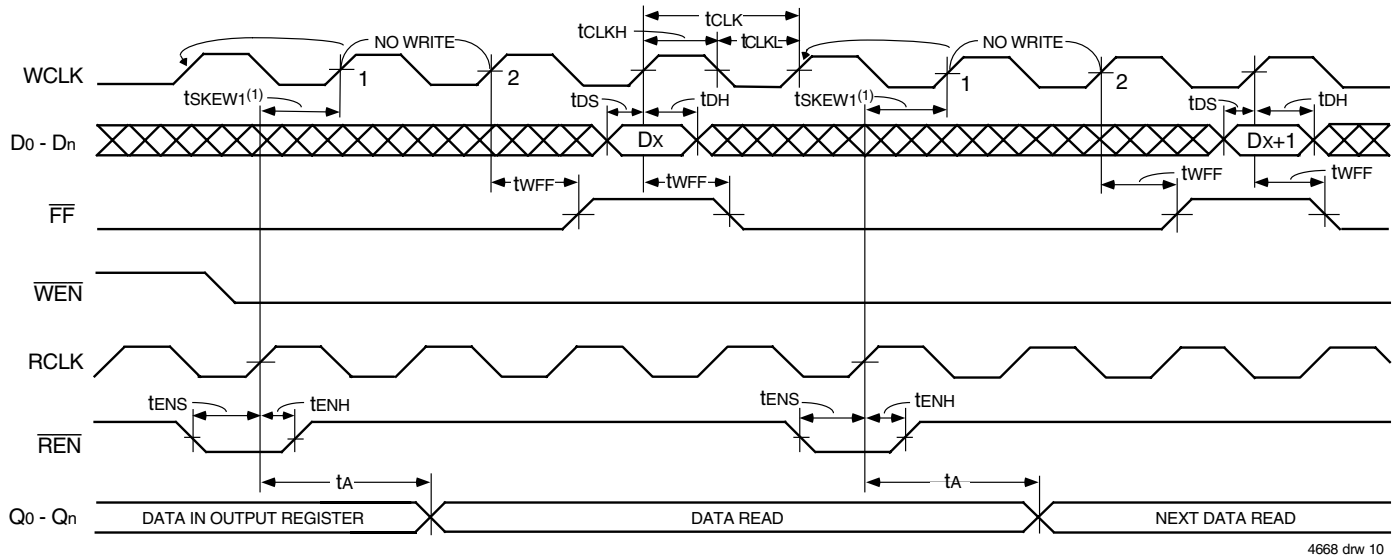 tCLK
tCLKH tCLKL
NO WRITE NO WRITE
WCLK 1 2 1 2
tSKEW1(1) tDS tDH tSKEW1(1) tDS tDH
D0 - Dn DX DX+1
tWFF tWFF tWFF tWFF
FF
WEN
RCLK
tENS tENH tENS tENH
REN
tA tA
Q0 - Qn DATA IN OUTPUT REGISTER DATA READ NEXT DATA READ
4668 drw 10